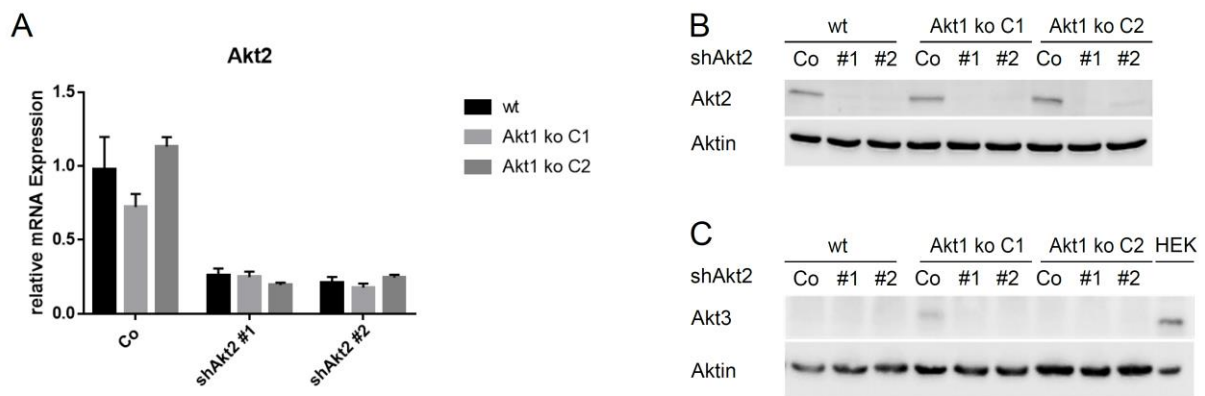 A
Akt2
relative mRNA Expression
1.5
1.0
0.5
0.0
Co
shAkt2 #1
shAkt2 #2
wt
Akt1 ko C1
Akt1 ko C2
B
wt Akt1 ko C1 Akt1 ko C2
shAkt2 Co #1 #2 Co #1 #2 Co #1 #2
Akt2
Aktin
C
wt Akt1 ko C1 Akt1 ko C2 HEK
shAkt2 Co #1 #2 Co #1 #2 Co #1 #2
Akt3
Aktin